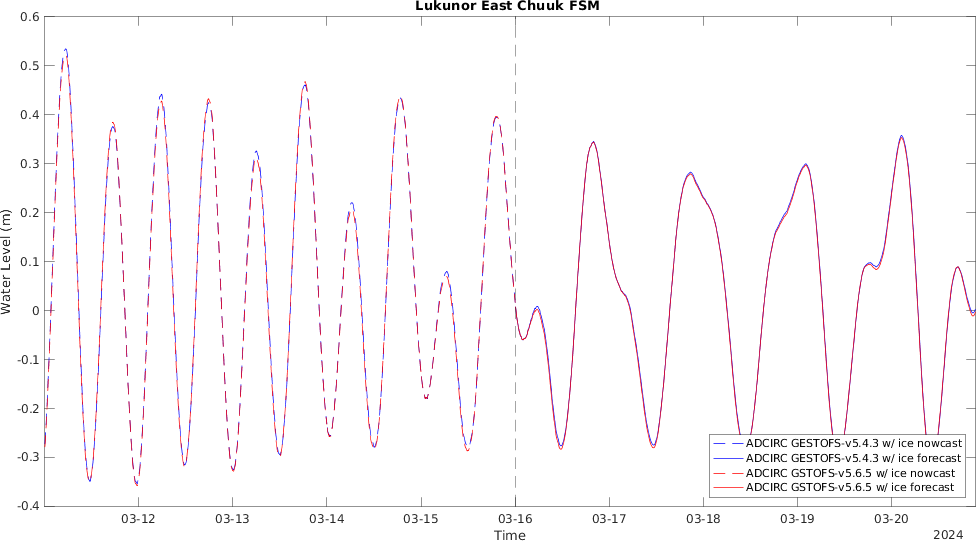 Lukunor East Chuuk FSM
0.6
0.5
0.4
0.3
0.2
0.1
0
-0.1
-0.2
-0.3
-0.4
Water Level (m)
ADCIRC GESTOFS-v5.4.3 w/ ice nowcast
ADCIRC GESTOFS-v5.4.3 w/ ice forecast
ADCIRC GSTOFS-v5.6.5 w/ ice nowcast
ADCIRC GSTOFS-v5.6.5 w/ ice forecast
03-12 03-13 03-14 03-15 03-16 03-17 03-18 03-19 03-20
Time
2024